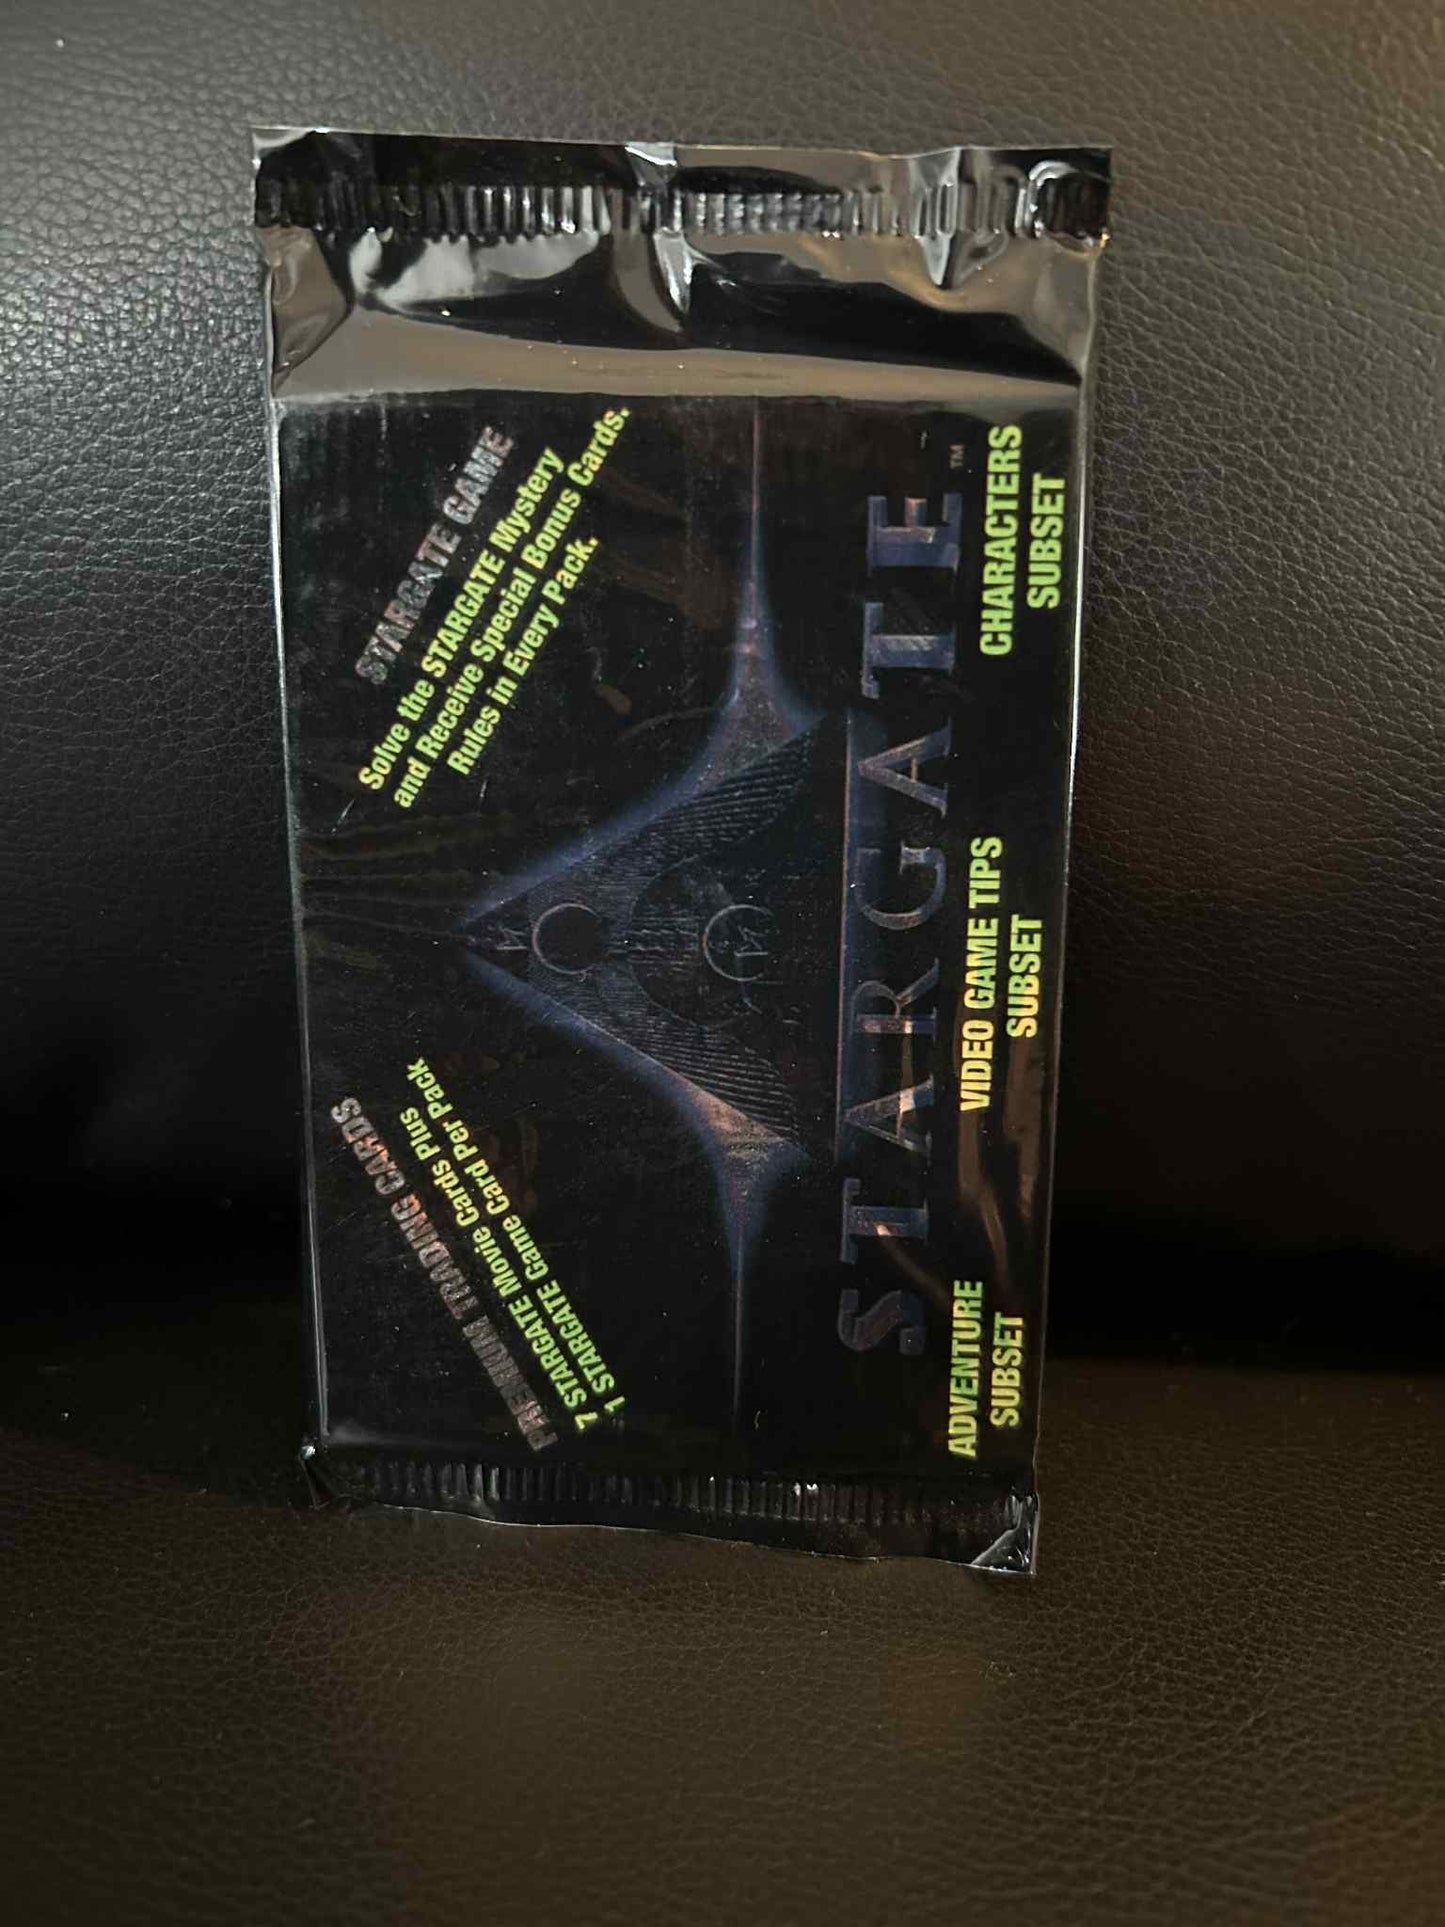 PREMIUM TRADING CARDS
7 STARGATE Movie Cards Plus
1 STARGATE Game Card Per Pack
STARGATE GAME
Solve the STARGATE Mystery
and Receive Special Bonus Cards.
Rules in Every Pack.
STARGATE™
ADVENTURE
SUBSET
VIDEO GAME TIPS
SUBSET
CHARACTERS
SUBSET